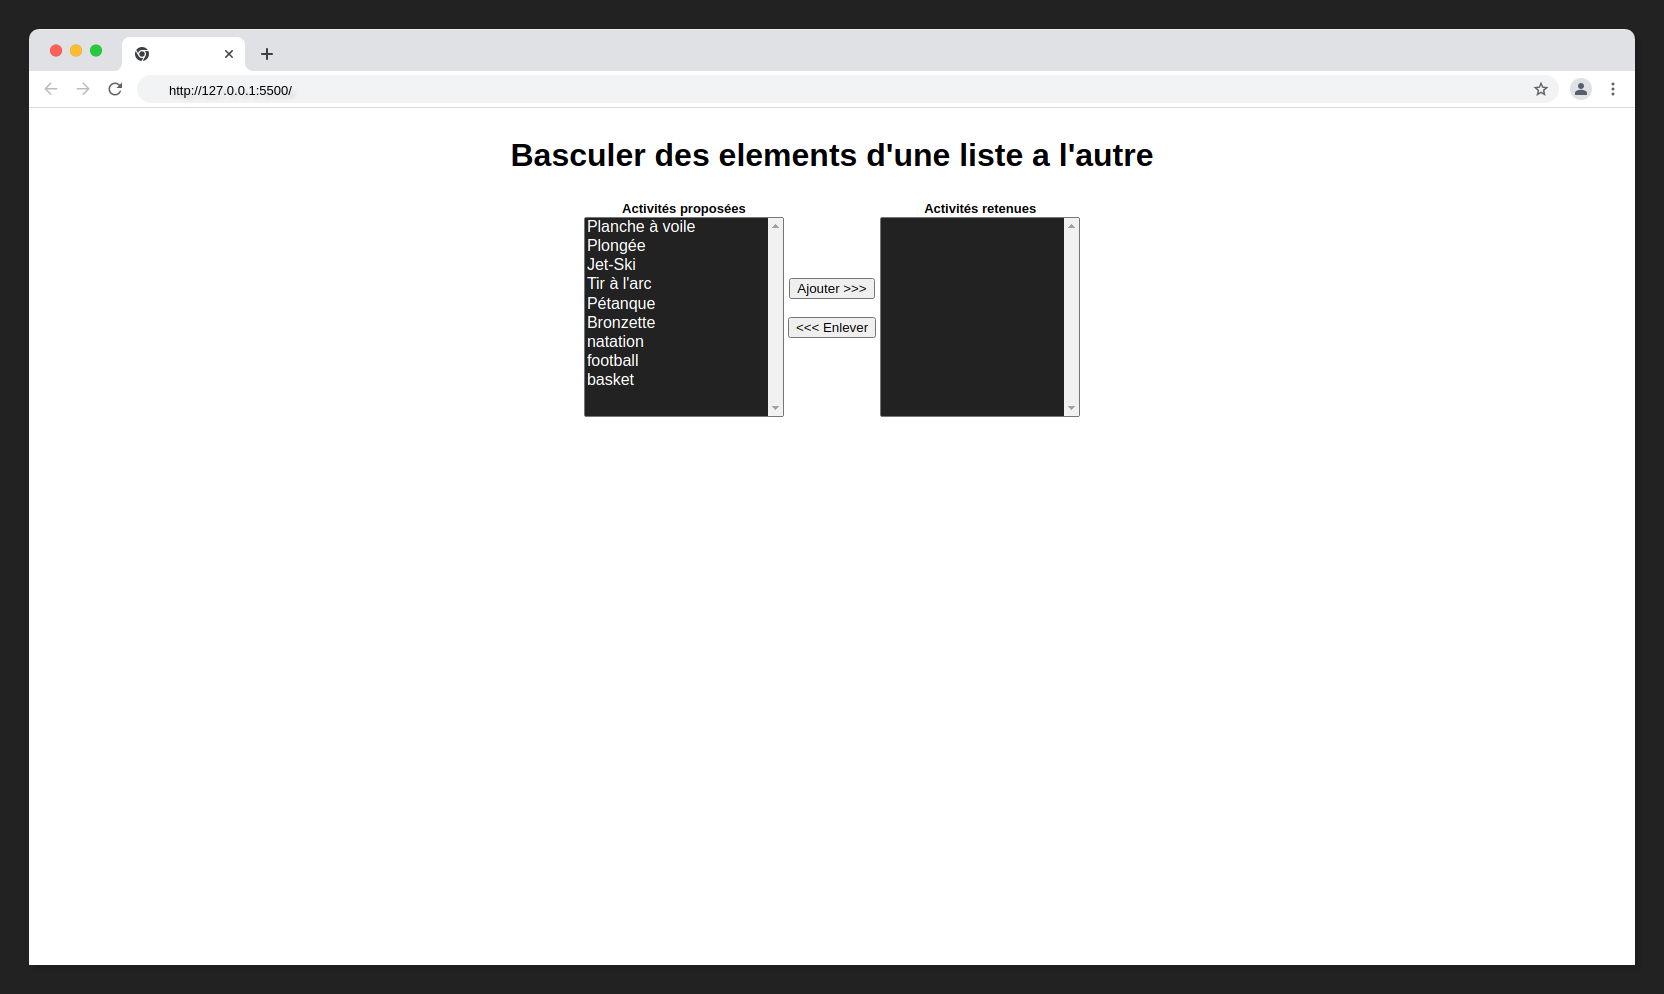 http://127.0.0.1:5500/
Basculer des elements d'une liste a l'autre
Activités proposées
Planche à voile
Plongée
Jet-Ski
Tir à l'arc
Pétanque
Bronzette
natation
football
basket
Ajouter >>>
<<< Enlever
Activités retenues